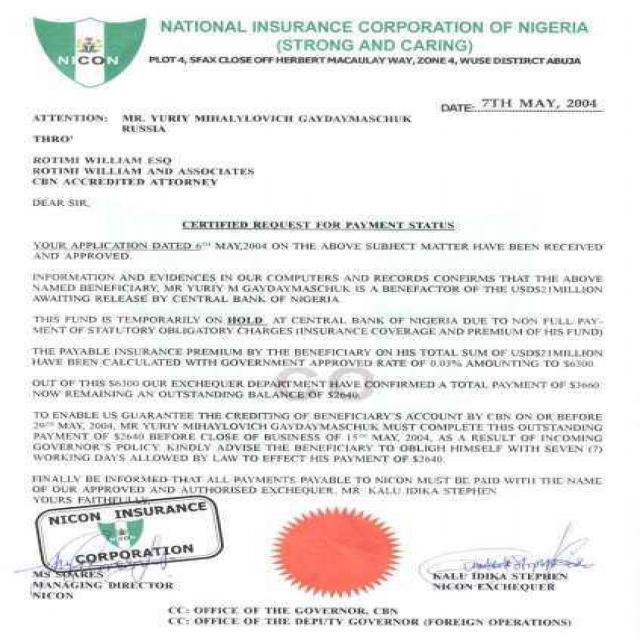 NICON
NATIONAL INSURANCE CORPORATION OF NIGERIA
(STRONG AND CARING)
PLOT 4, SFAX CLOSE OFF HERBERT MACAULAY WAY, ZONE 4, WUSE DISTIRCT ABUJA
DATE: 7TH MAY, 2004
ATTENTION: MR. YURIY MIHALYLOVICH GAYDAYMASCHUK
RUSSIA
THRO'
ROTIMI WILLIAM ESQ
ROTIMI WILLIAM AND ASSOCIATES
CBN ACCREDITED ATTORNEY
DEAR SIR,
CERTIFIED REQUEST FOR PAYMENT STATUS
YOUR APPLICATION DATED 6TH MAY,2004 ON THE ABOVE SUBJECT MATTER HAVE BEEN RECEIVED
AND APPROVED.
INFORMATION AND EVIDENCES IN OUR COMPUTERS AND RECORDS CONFIRMS THAT THE ABOVE
NAMED BENEFICIARY, MR YURIY M GAYDAYMASCHUK IS A BENEFACTOR OF THE USD$21MILLION
AWAITING RELEASE BY CENTRAL BANK OF NIGERIA.
THIS FUND IS TEMPORARILY ON HOLD AT CENTRAL BANK OF NIGERIA DUE TO NON FULL PAY-
MENT OF STATUTORY OBLIGATORY CHARGES (INSURANCE COVERAGE AND PREMIUM OF HIS FUND)
THE PAYABLE INSURANCE PREMIUM BY THE BENEFICIARY ON HIS TOTAL SUM OF USD$21MILLION
HAVE BEEN CALCULATED WITH GOVERNMENT APPROVED RATE OF 0.03% AMOUNTING TO $6300.
OUT OF THIS $6300 OUR EXCHEQUER DEPARTMENT HAVE CONFIRMED A TOTAL PAYMENT OF $3660
NOW REMAINING AN OUTSTANDING BALANCE OF $2640.
TO ENABLE US GUARANTEE THE CREDITING OF BENEFICIARY'S ACCOUNT BY CBN ON OR BEFORE
29TH MAY, 2004, MR YURIY MIHAYLOVICH GAYDAYMASCHUK MUST COMPLETE THIS OUTSTANDING
PAYMENT OF $2640 BEFORE CLOSE OF BUSINESS OF 15TH MAY, 2004, AS A RESULT OF INCOMING
GOVERNOR'S POLICY. KINDLY ADVISE THE BENEFICIARY TO OBLIGH HIMSELF WITH SEVEN (7)
WORKING DAYS ALLOWED BY LAW TO EFFECT HIS PAYMENT OF $2640.
FINALLY BE INFORMED THAT ALL PAYMENTS PAYABLE TO NICON MUST BE PAID WITH THE NAME
OF OUR APPROVED AND AUTHORISED EXCHEQUER, MR KALU IDIKA STEPHEN
YOURS FAITHFULLY,
NICON INSURANCE
CORPORATION
MS SOARES
MANAGING DIRECTOR
NICON
KALU IDIKA STEPHEN
NICON EXCHEQUER
CC: OFFICE OF THE GOVERNOR, CBN
CC: OFFICE OF THE DEPUTY GOVERNOR (FOREIGN OPERATIONS)